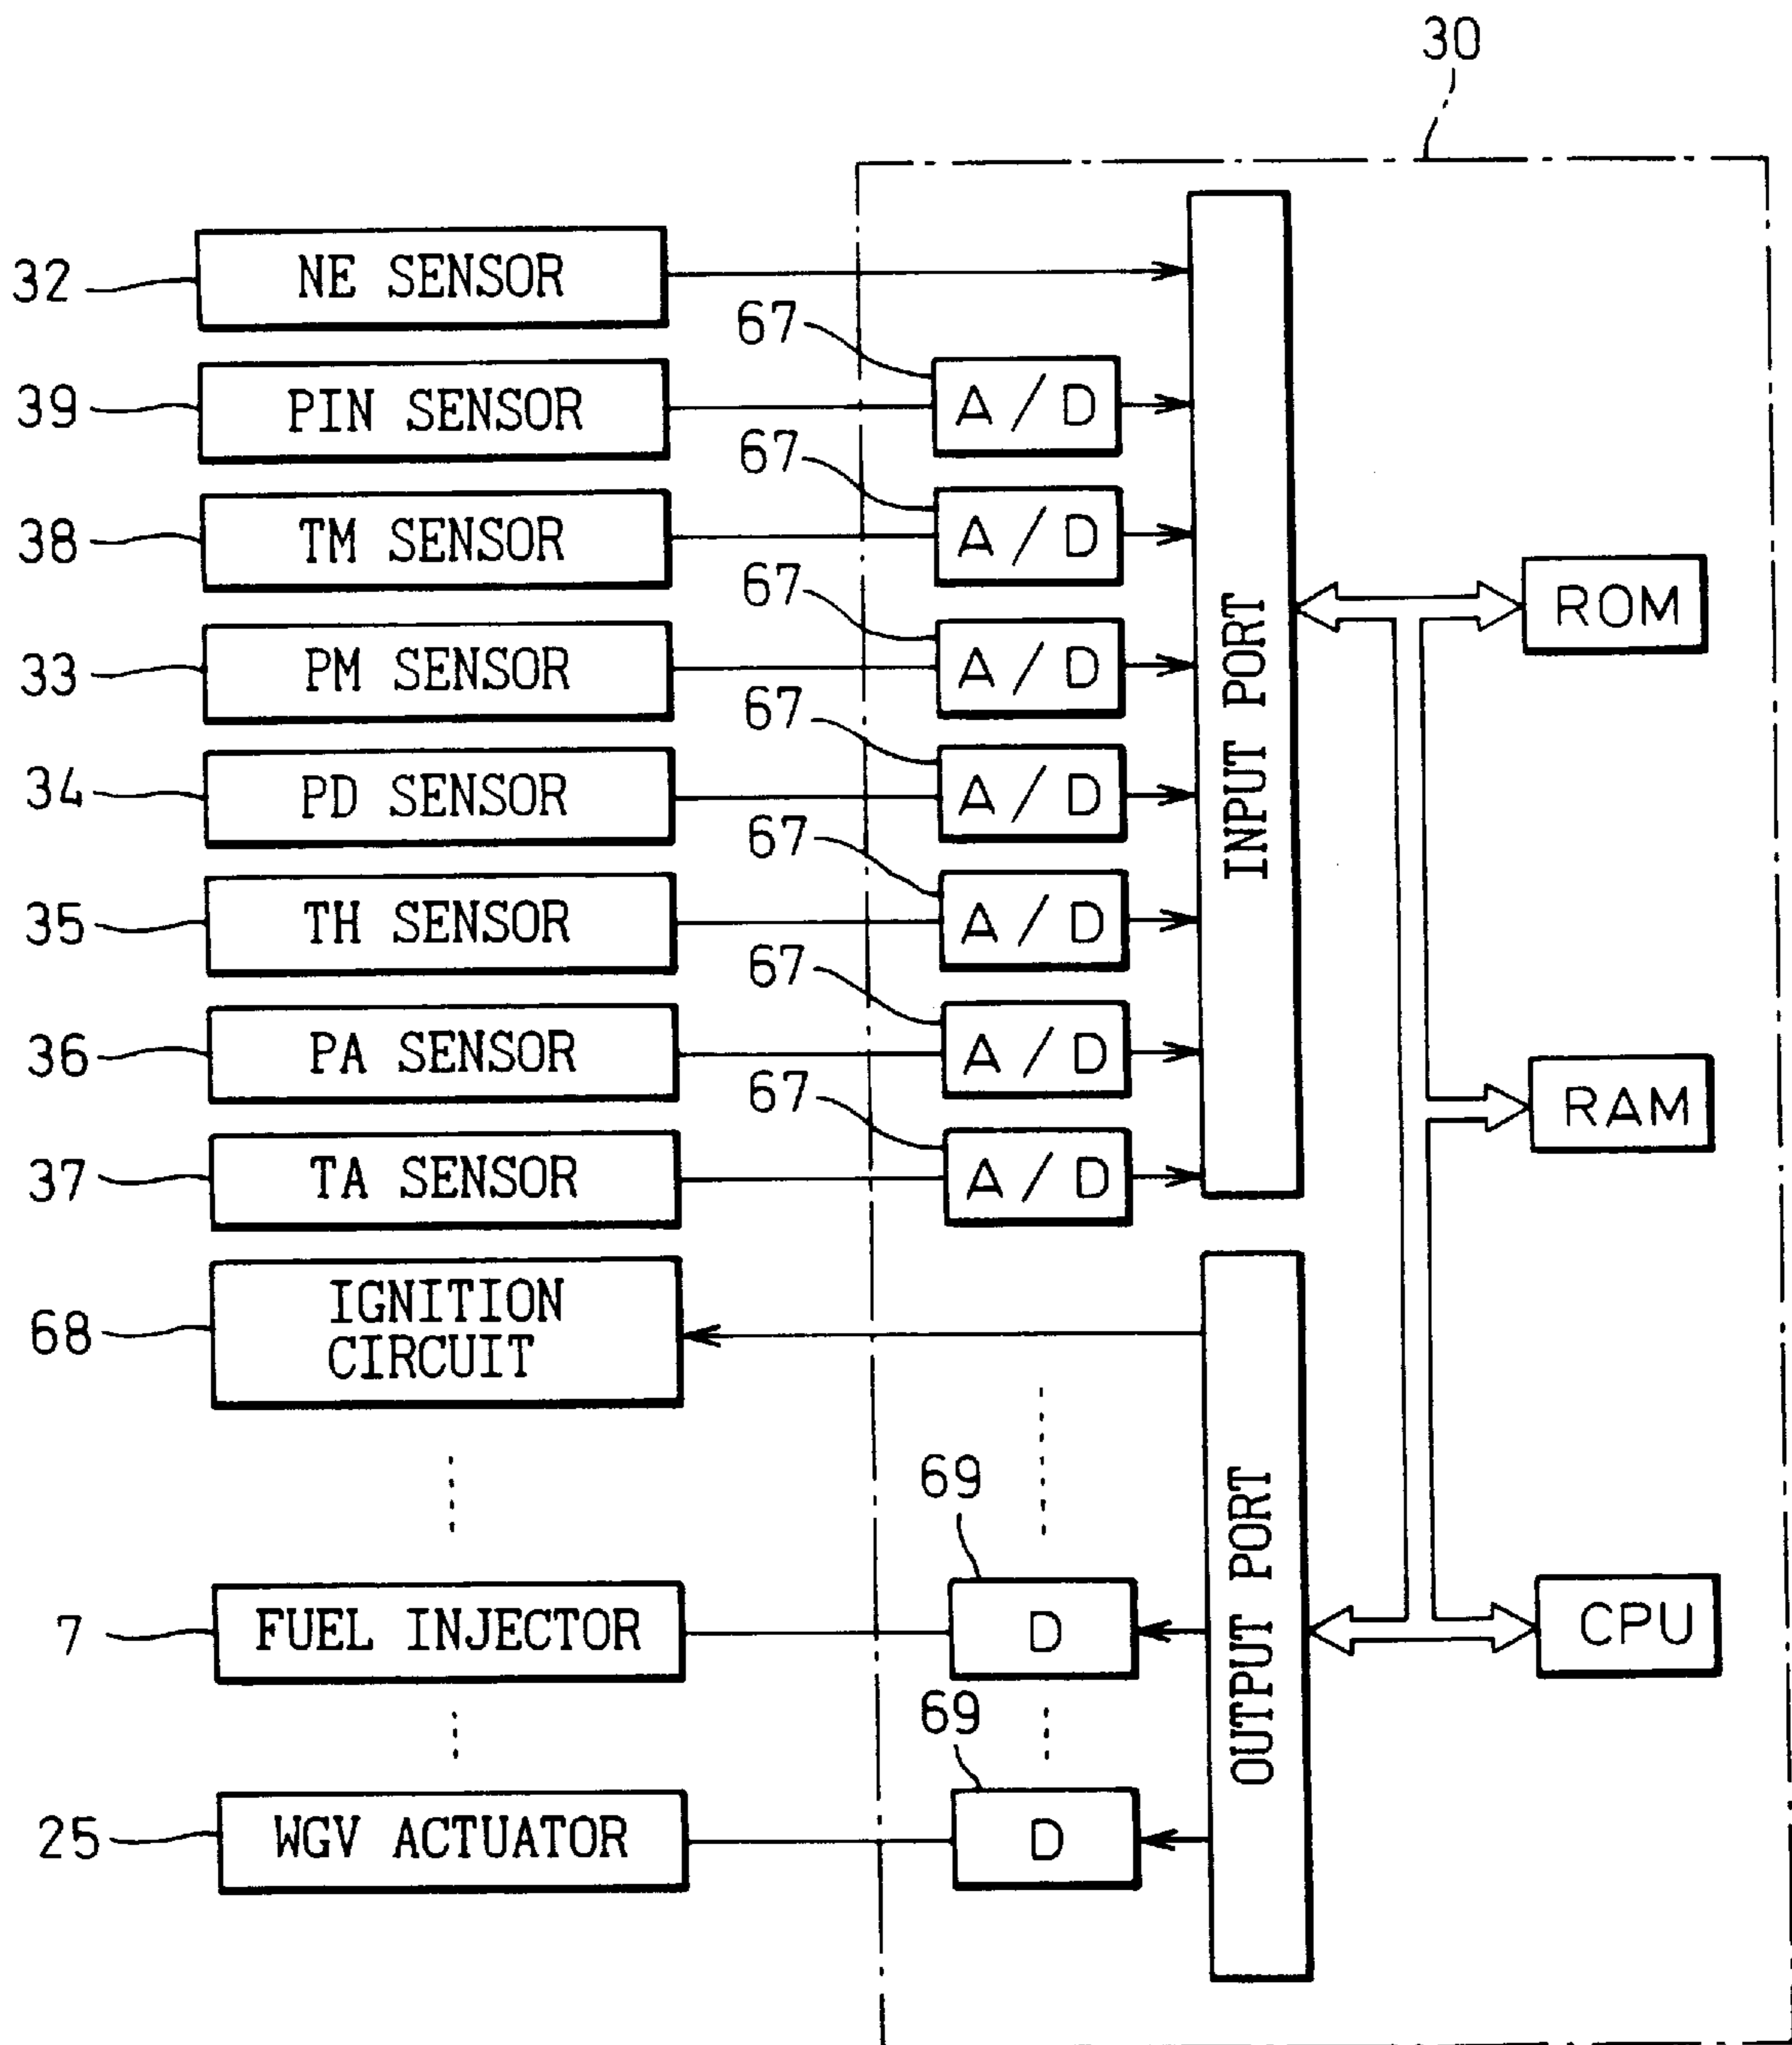 30
32
NE SENSOR
39
PIN SENSOR
67
A/D
38
TM SENSOR
67
A/D
33
PM SENSOR
67
A/D
34
PD SENSOR
67
A/D
35
TH SENSOR
67
A/D
36
PA SENSOR
67
A/D
37
TA SENSOR
67
A/D
INPUT PORT
ROM
RAM
68
IGNITION
CIRCUIT
7
FUEL INJECTOR
69
D
25
WGV ACTUATOR
69
D
OUTPUT PORT
CPU